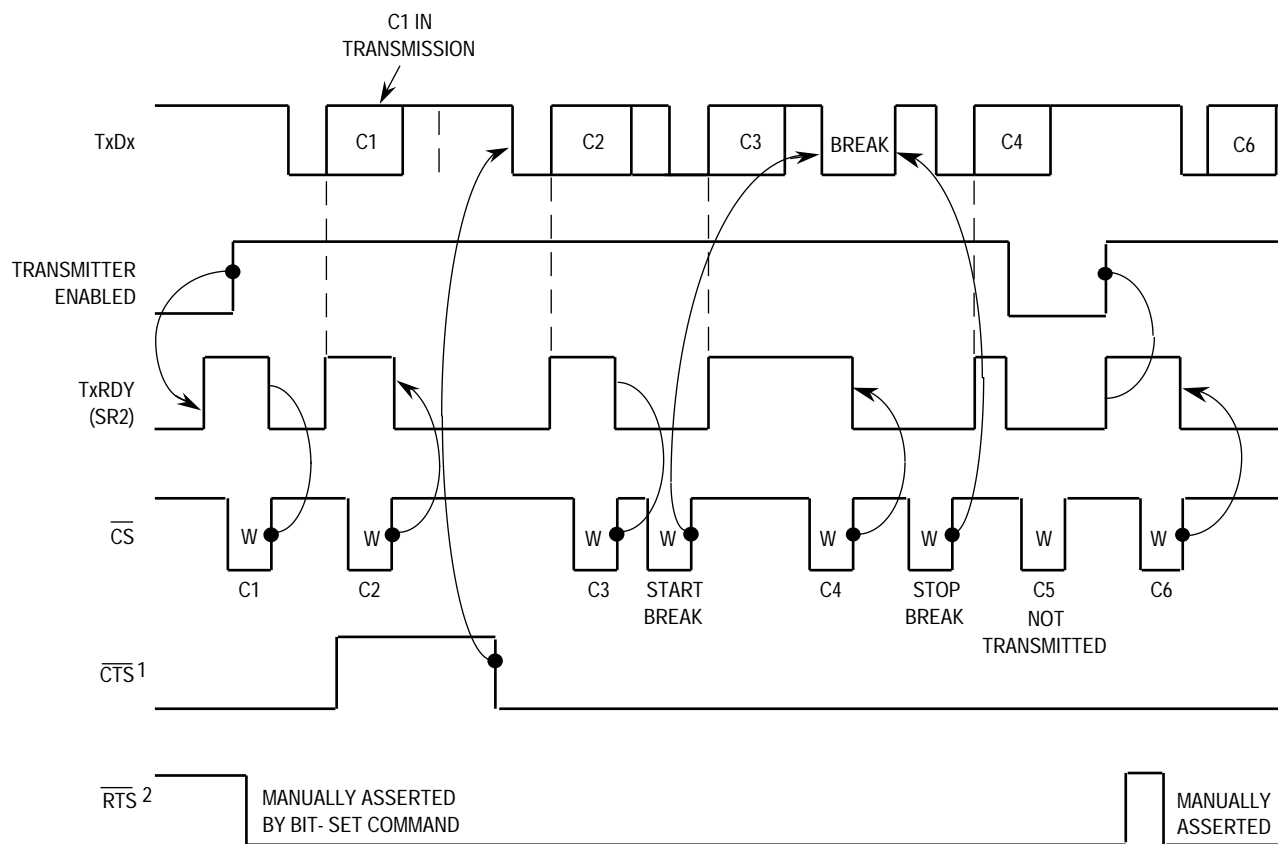 C1 IN
TRANSMISSION
TxDx
C1
C2
C3
BREAK
C4
C6
TRANSMITTER
ENABLED
TxRDY
(SR2)
CS
W
W
W
W
W
W
W
W
C1
C2
C3
START
BREAK
C4
STOP
BREAK
C5
NOT
TRANSMITTED
C6
CTS 1
RTS 2
MANUALLY ASSERTED
BY BIT- SET COMMAND
MANUALLY
ASSERTED